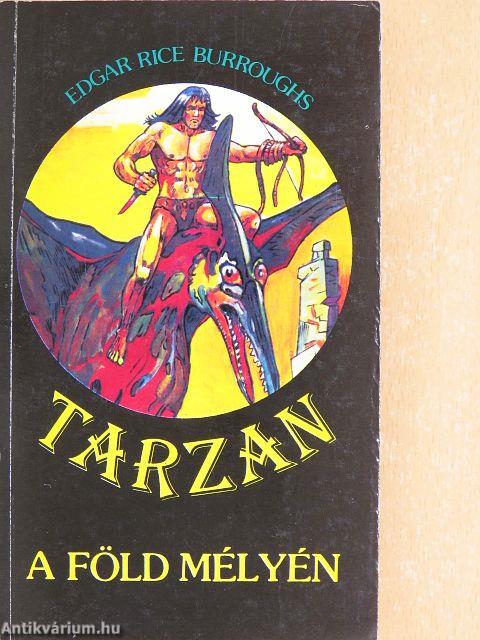 EDGAR RICE BURROUGHS
TARZAN
A FÖLD MÉLYÉN
Antikvárium.hu